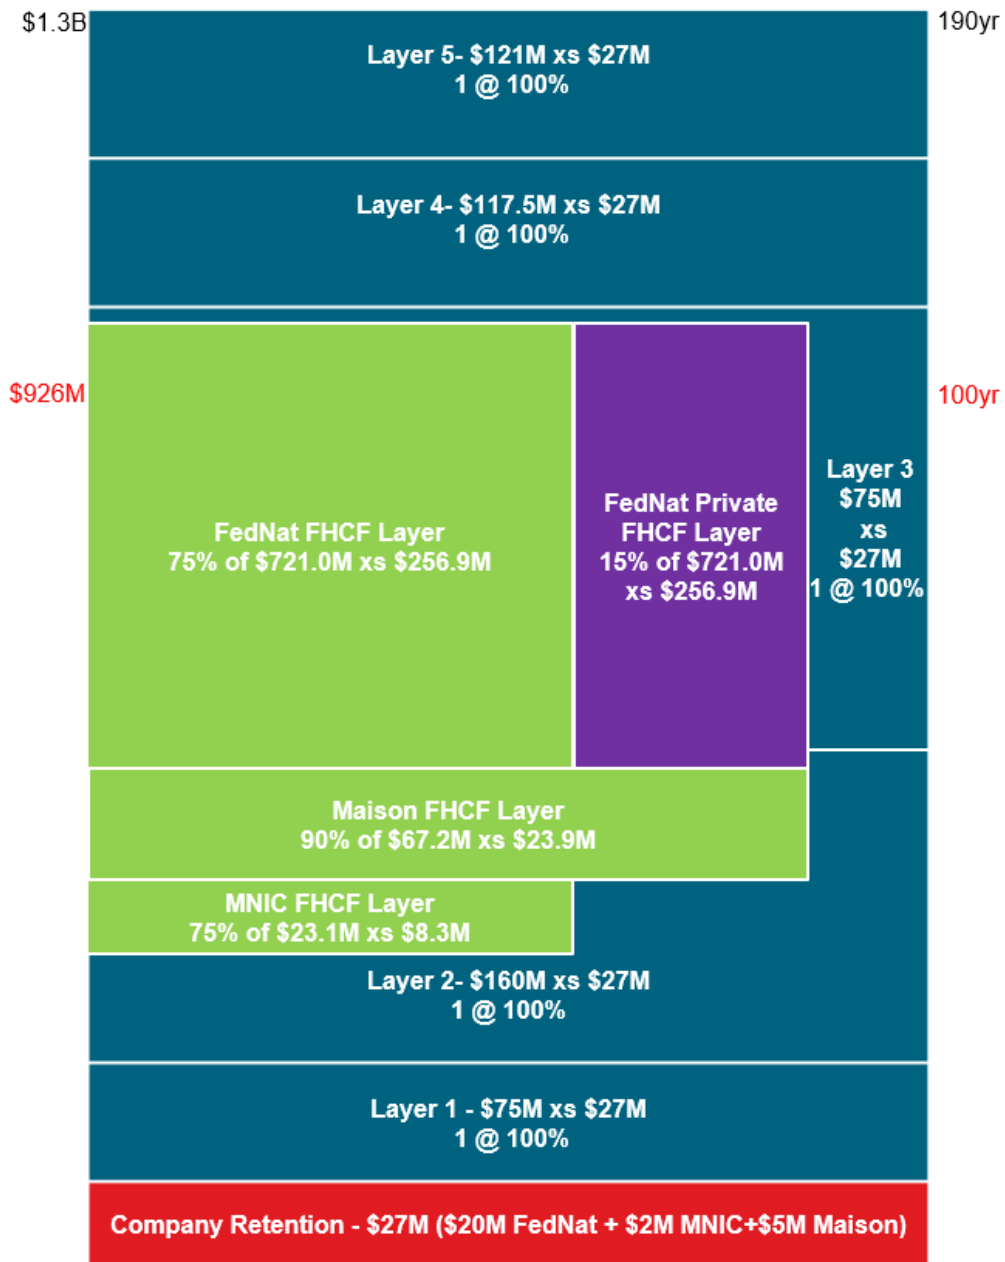 $1.3B
190yr
Layer 5- $121M xs $27M
1 @ 100%
Layer 4- $117.5M xs $27M
1 @ 100%
$926M
100yr
FedNat FHCF Layer
75% of $721.0M xs $256.9M
FedNat Private
FHCF Layer
15% of $721.0M
xs $256.9M
Layer 3
$75M
xs
$27M
1 @ 100%
Maison FHCF Layer
90% of $67.2M xs $23.9M
MNIC FHCF Layer
75% of $23.1M xs $8.3M
Layer 2- $160M xs $27M
1 @ 100%
Layer 1 - $75M xs $27M
1 @ 100%
Company Retention - $27M ($20M FedNat + $2M MNIC+$5M Maison)